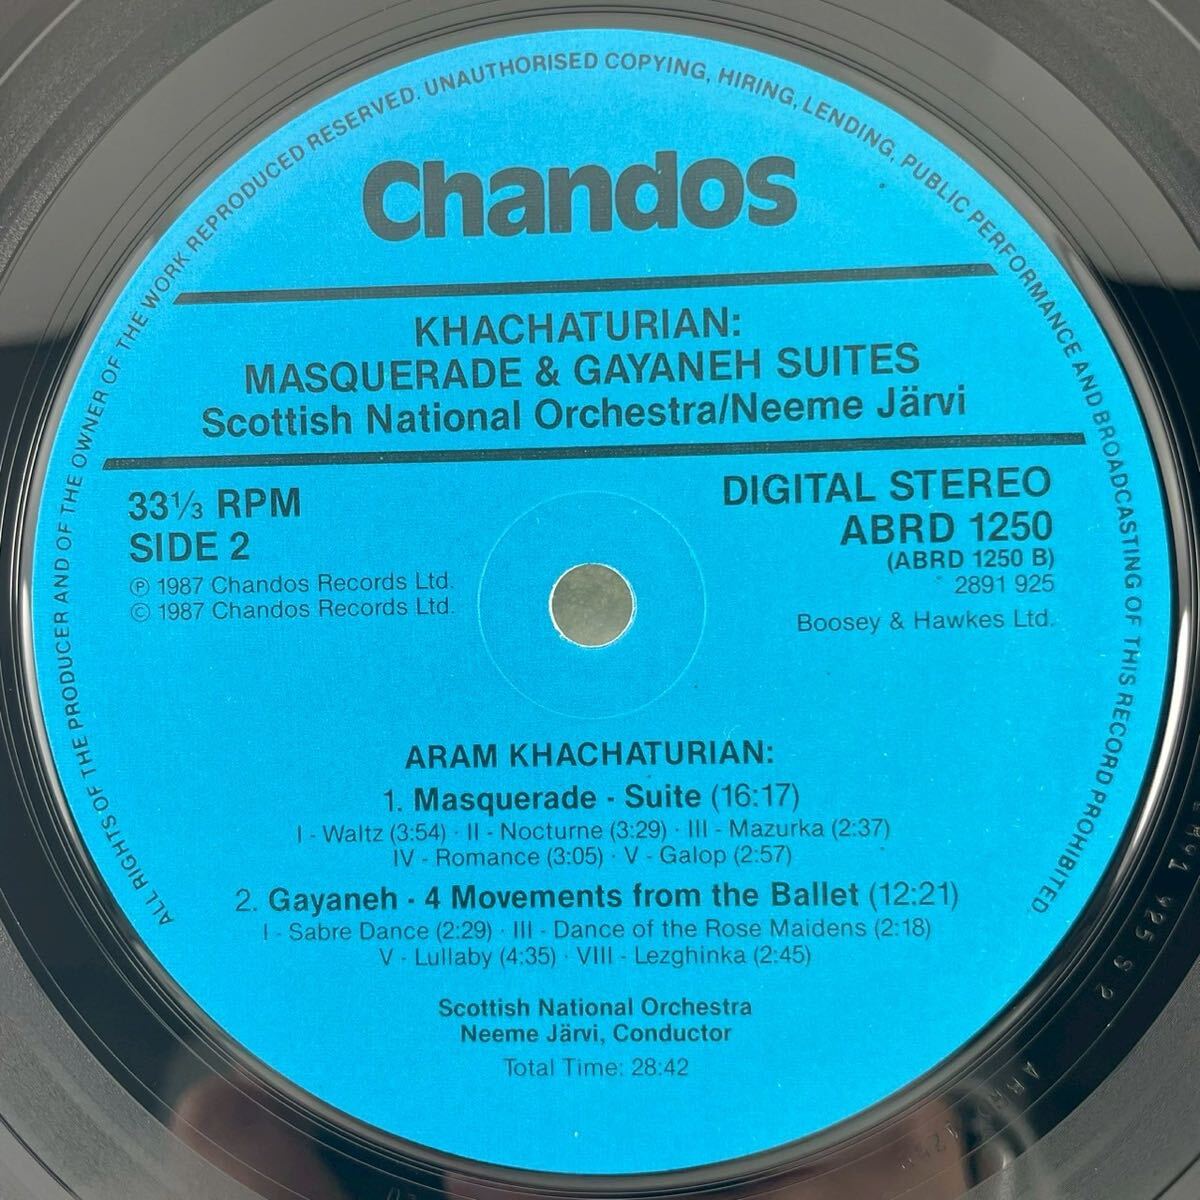 ALL RIGHTS OF THE PRODUCER AND OF THE OWNER OF THE WORK REPRODUCED RESERVED. UNAUTHORISED COPYING, HIRING, LENDING, PUBLIC PERFORMANCE AND BROADCASTING OF THIS RECORD PROHIBITED
Chandos
KHACHATURIAN:
MASQUERADE & GAYANEH SUITES
Scottish National Orchestra/Neeme Järvi
33⅓ RPM
SIDE 2
℗ 1987 Chandos Records Ltd.
© 1987 Chandos Records Ltd.
DIGITAL STEREO
ABRD 1250
(ABRD 1250 B)
2891 925
Boosey & Hawkes Ltd.
ARAM KHACHATURIAN:
1. Masquerade - Suite (16:17)
I - Waltz (3:54) · II - Nocturne (3:29) · III - Mazurka (2:37)
IV - Romance (3:05) · V - Galop (2:57)
2. Gayaneh - 4 Movements from the Ballet (12:21)
I - Sabre Dance (2:29) · III - Dance of the Rose Maidens (2:18)
V - Lullaby (4:35) · VIII - Lezghinka (2:45)
Scottish National Orchestra
Neeme Järvi, Conductor
Total Time: 28:42
925 S 2